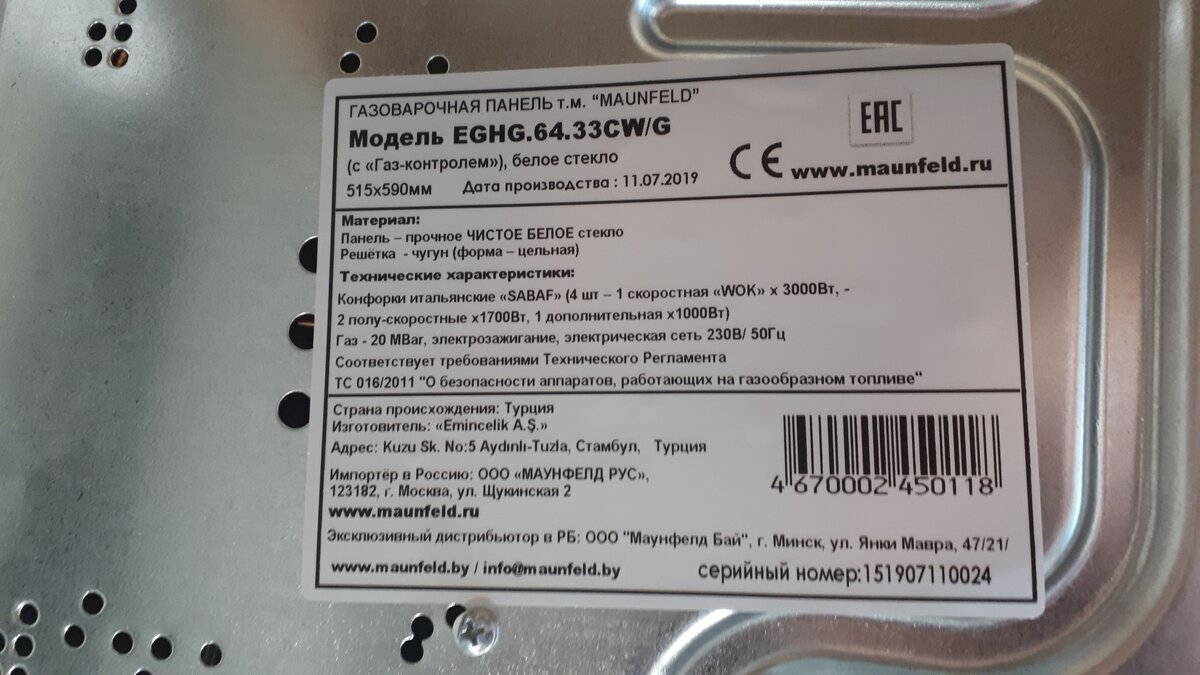 ГАЗОВАРОЧНАЯ ПАНЕЛЬ т.м. "MAUNFELD"
Модель EGHG.64.33CW/G
(с «Газ-контролем»), белое стекло
515х590мм Дата производства : 11.07.2019
EAC
CE www.maunfeld.ru
Материал:
Панель – прочное ЧИСТОЕ БЕЛОЕ стекло
Решётка - чугун (форма – цельная)
Технические характеристики:
Конфорки итальянские «SABAF» (4 шт – 1 скоростная «WOK» х 3000Вт, -
2 полу-скоростные х1700Вт, 1 дополнительная х1000Вт)
Газ - 20 MBar, электрозажигание, электрическая сеть 230В/ 50Гц
Соответствует требованиями Технического Регламента
ТС 016/2011 "О безопасности аппаратов, работающих на газообразном топливе"
Страна происхождения: Турция
Изготовитель: «Emincelik A.Ş.»
Адрес: Kuzu Sk. No:5 Aydınlı-Tuzla, Стамбул, Турция
Импортёр в Россию: ООО «МАУНФЕЛД РУС»,
123182, г. Москва, ул. Щукинская 2
www.maunfeld.ru
4 670002 450118
Эксклюзивный дистрибьютор в РБ: ООО "Маунфелд Бай", г. Минск, ул. Янки Мавра, 47/21/
www.maunfeld.by / info@maunfeld.by серийный номер:151907110024